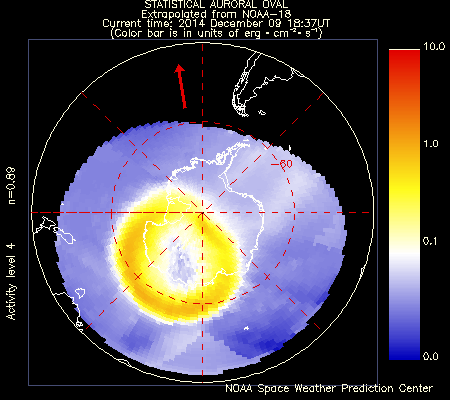 STATISTICAL AURORAL OVAL
Extrapolated from NOAA-18
Current time: 2014 December 09 18:37UT
(Color bar is in units of erg·cm⁻²·s⁻¹)
10.0
1.0
0.1
0.0
-60
n=0.89
Activity level 4
NOAA Space Weather Prediction Center